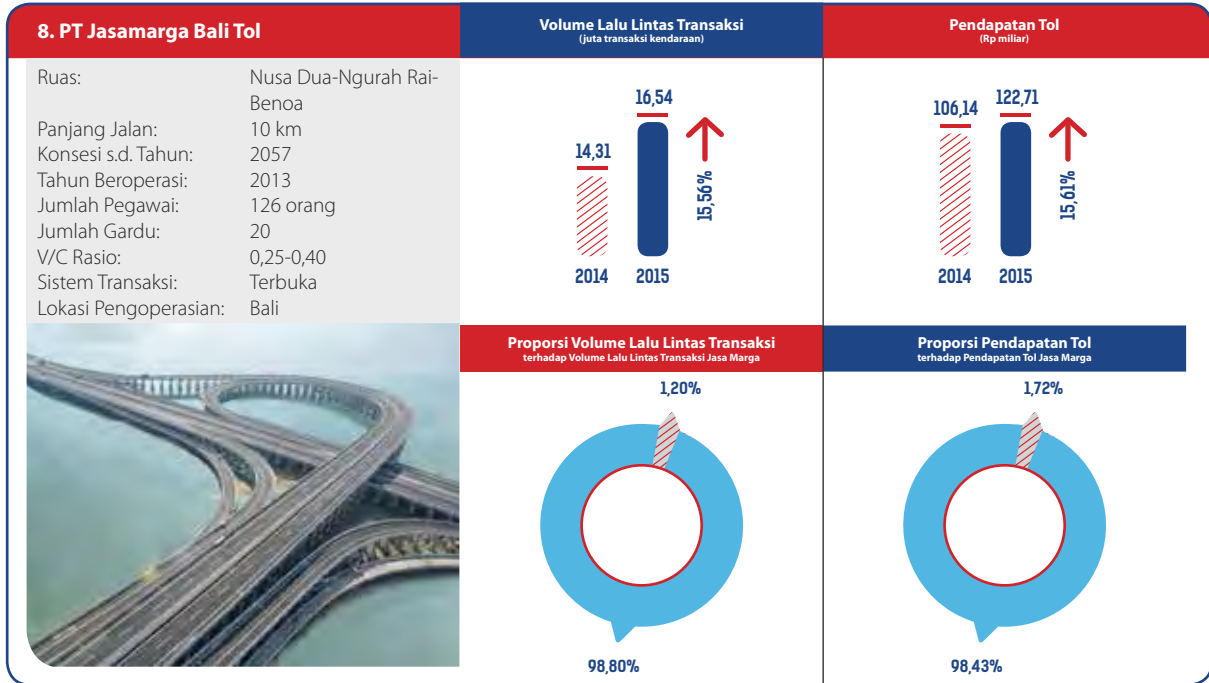 8. PT Jasamarga Bali Tol
Ruas: Nusa Dua-Ngurah Rai-
Benoa
Panjang Jalan: 10 km
Konsesi s.d. Tahun: 2057
Tahun Beroperasi: 2013
Jumlah Pegawai: 126 orang
Jumlah Gardu: 20
V/C Rasio: 0,25-0,40
Sistem Transaksi: Terbuka
Lokasi Pengoperasian: Bali
Volume Lalu Lintas Transaksi
(juta transaksi kendaraan)
14,31
16,54
15,56%
2014 2015
Pendapatan Tol
(Rp miliar)
106,14
122,71
15,61%
2014 2015
Proporsi Volume Lalu Lintas Transaksi
terhadap Volume Lalu Lintas Transaksi Jasa Marga
1,20%
98,80%
Proporsi Pendapatan Tol
terhadap Pendapatan Tol Jasa Marga
1,72%
98,43%